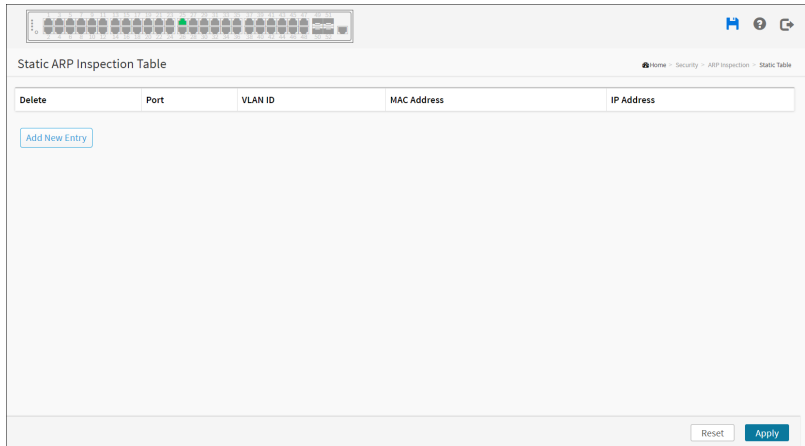 Static ARP Inspection Table
Home > Security > ARP Inspection > Static Table
Delete Port VLAN ID MAC Address IP Address
Add New Entry
Reset Apply